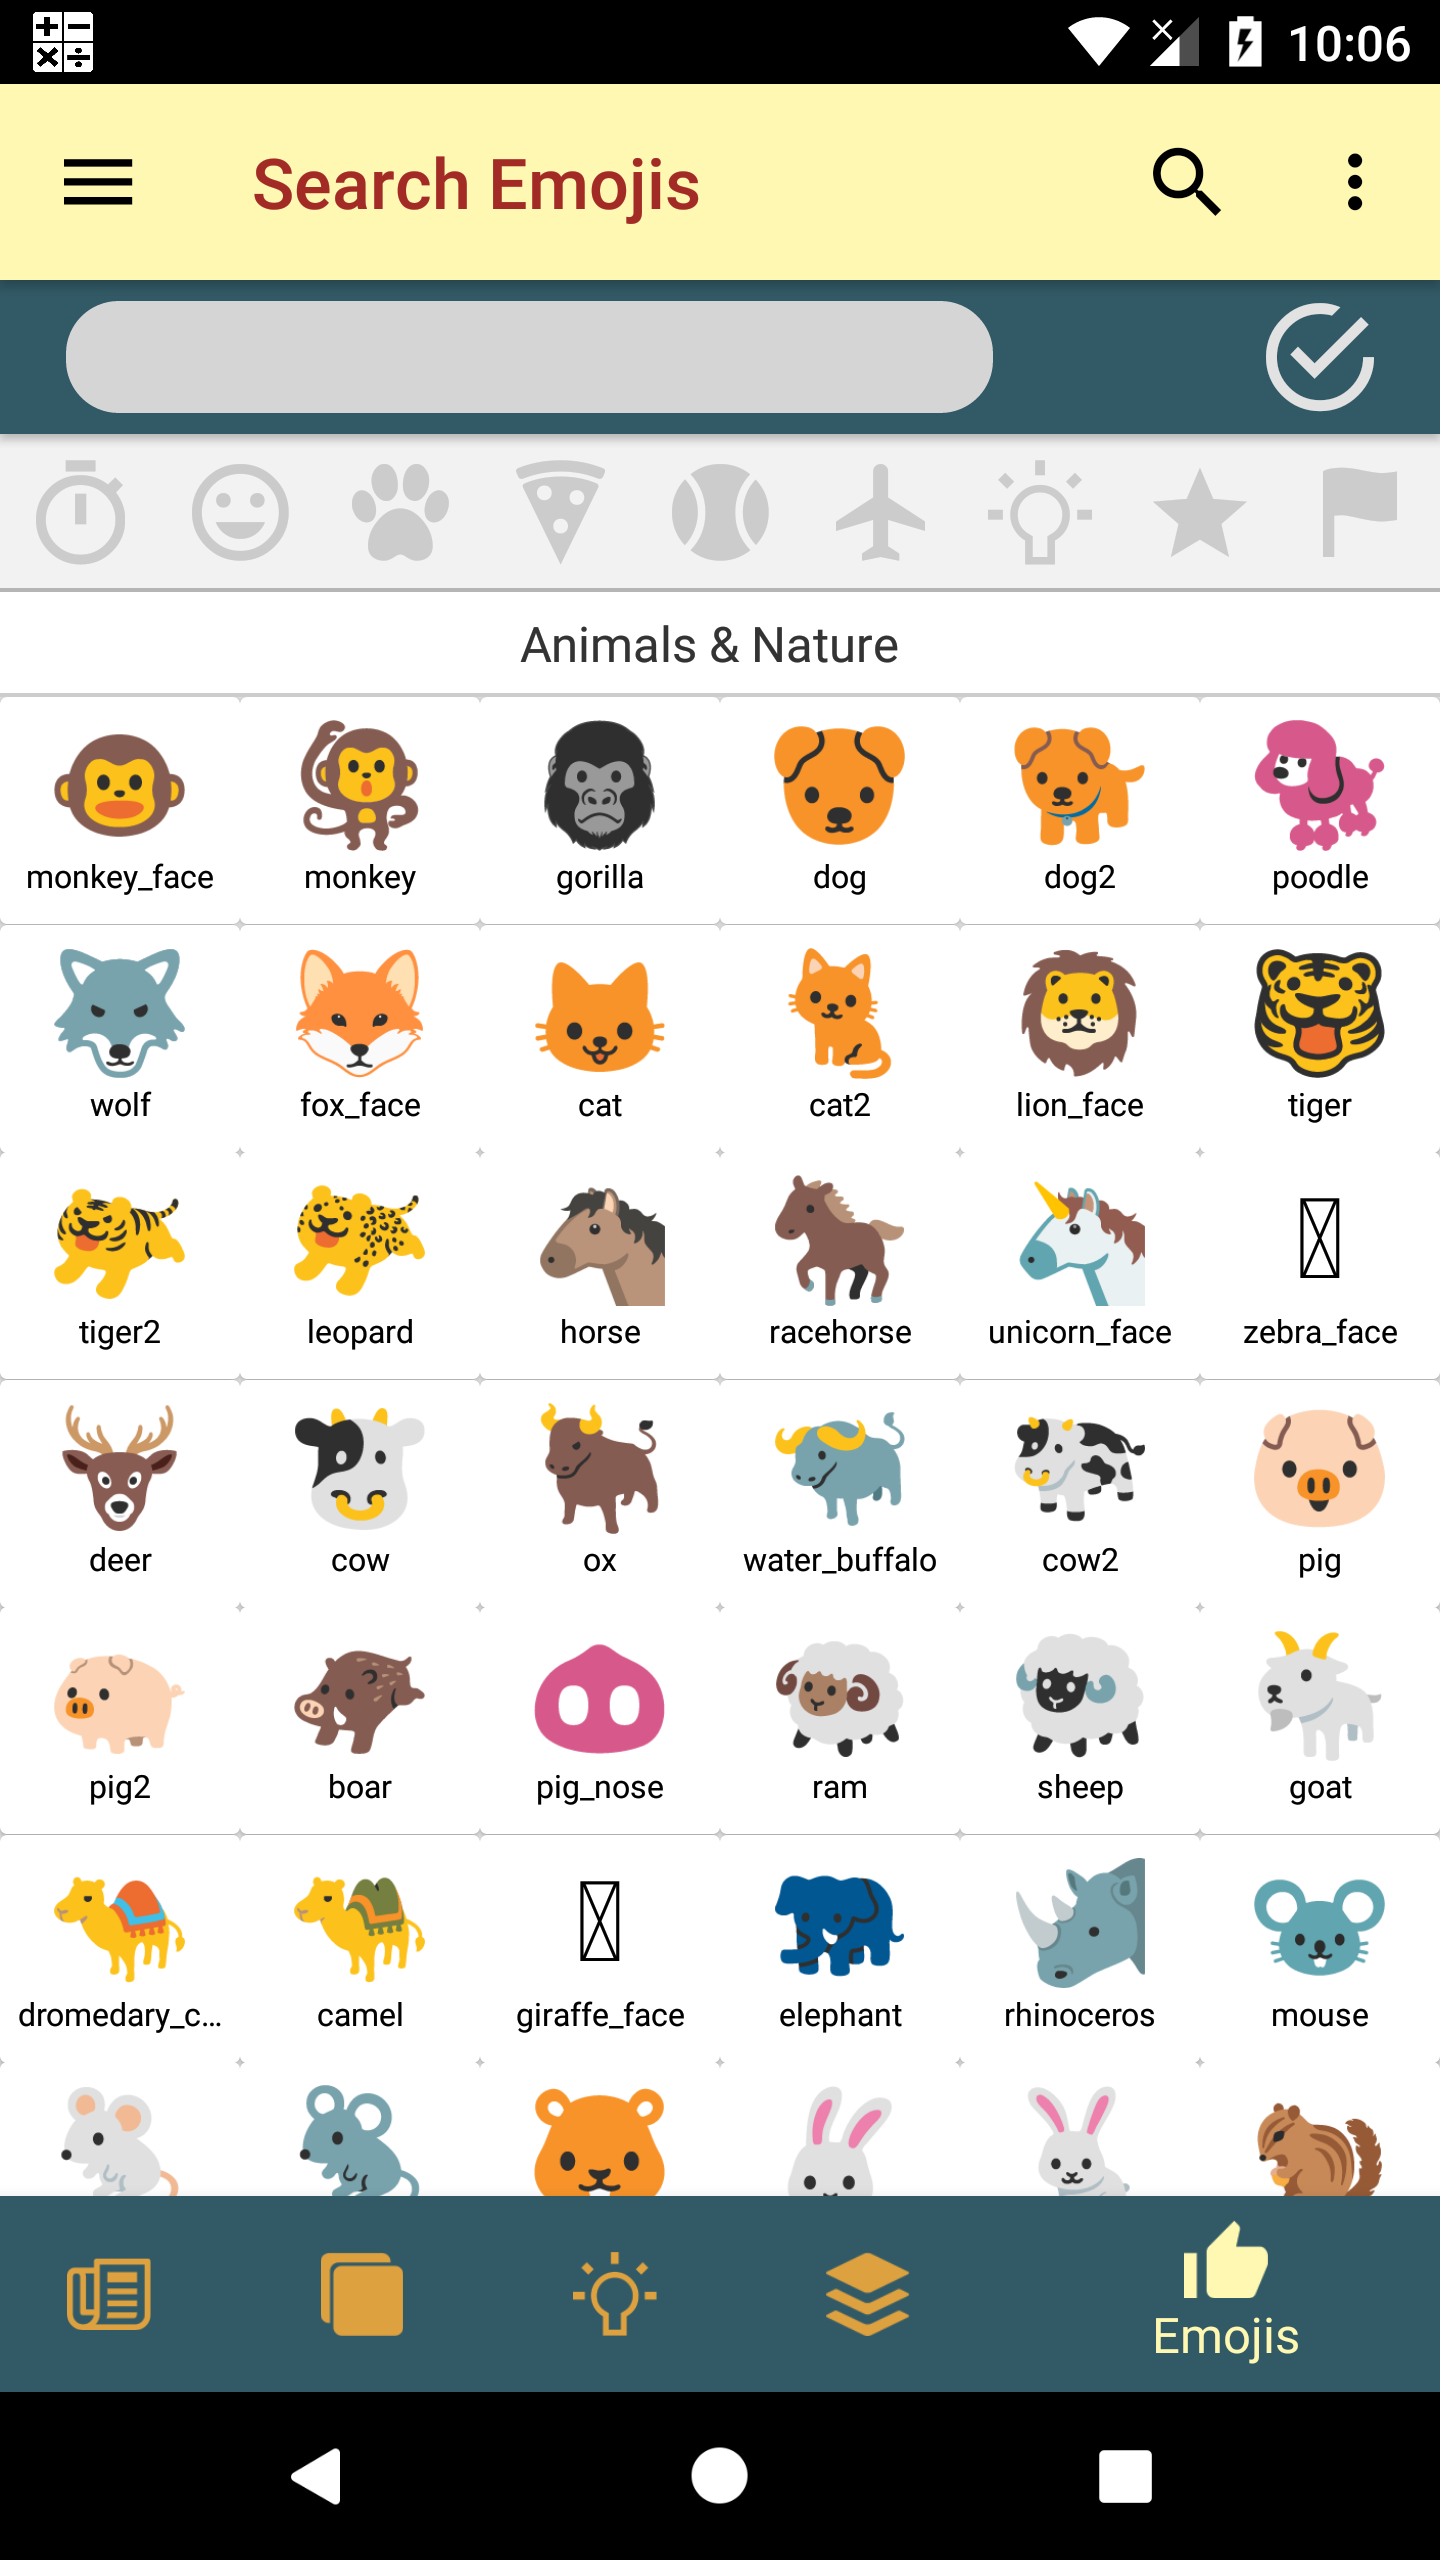 10:06
Search Emojis
Animals & Nature
monkey_face monkey gorilla dog dog2 poodle
wolf fox_face cat cat2 lion_face tiger
tiger2 leopard horse racehorse unicorn_face zebra_face
deer cow ox water_buffalo cow2 pig
pig2 boar pig_nose ram sheep goat
dromedary_c... camel giraffe_face elephant rhinoceros mouse
Emojis